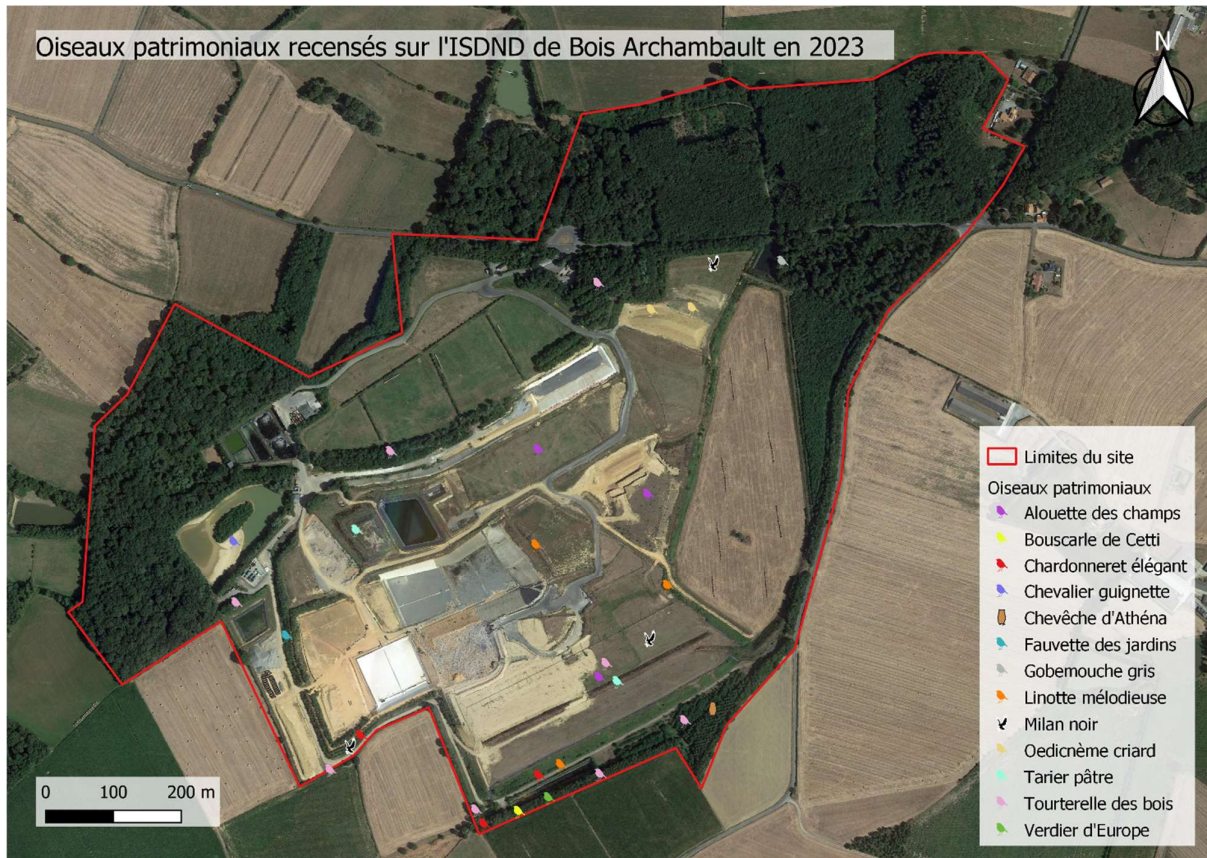 Oiseaux patrimoniaux recensés sur l'ISDND de Bois Archambault en 2023
N
Limites du site
Oiseaux patrimoniaux
Alouette des champs
Bouscarle de Cetti
Chardonneret élégant
Chevalier guignette
Chevêche d'Athéna
Fauvette des jardins
Gobemouche gris
Linotte mélodieuse
Milan noir
Oedicnème criard
Tarier pâtre
Tourterelle des bois
Verdier d'Europe
0 100 200 m